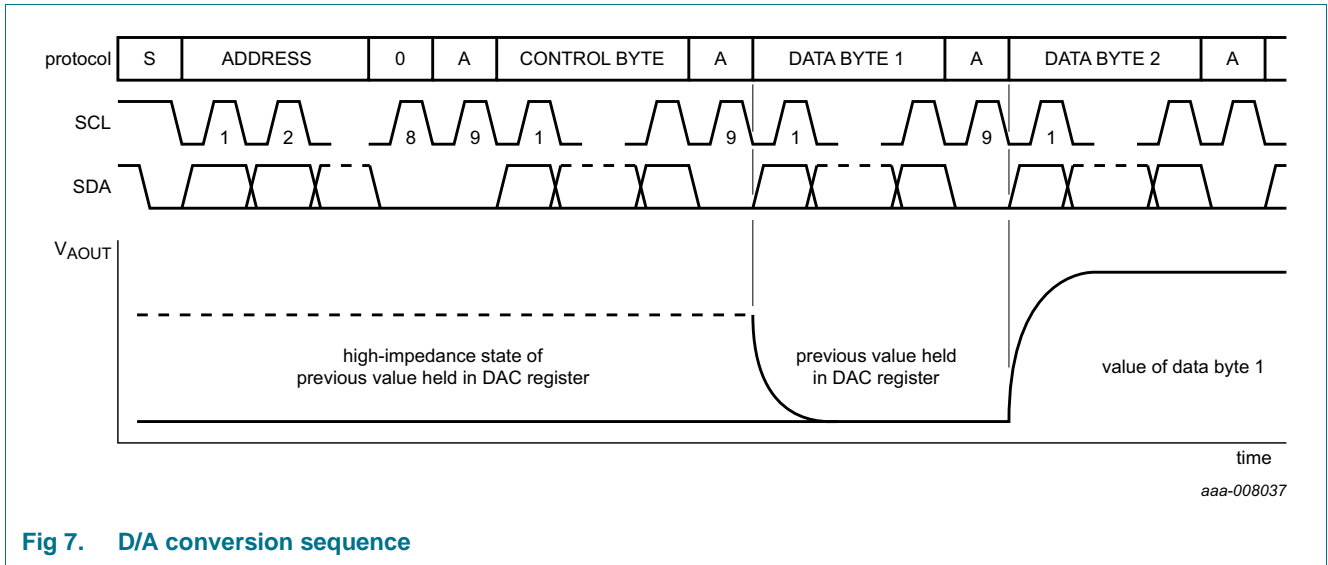 protocol S ADDRESS 0 A CONTROL BYTE A DATA BYTE 1 A DATA BYTE 2 A
SCL 1 2 8 9 1 9 1 9 1
SDA
VAOUT
high-impedance state of
previous value held in DAC register
previous value held
in DAC register
value of data byte 1
time
aaa-008037
Fig 7. D/A conversion sequence